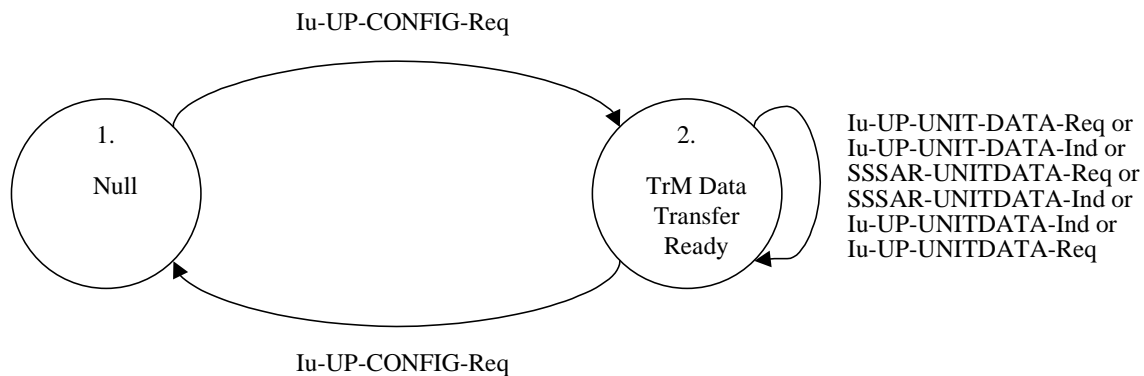 Iu-UP-CONFIG-Req
1.
Null
2.
TrM Data
Transfer
Ready
Iu-UP-UNIT-DATA-Req or
Iu-UP-UNIT-DATA-Ind or
SSSAR-UNITDATA-Req or
SSSAR-UNITDATA-Ind or
Iu-UP-UNITDATA-Ind or
Iu-UP-UNITDATA-Req
Iu-UP-CONFIG-Req